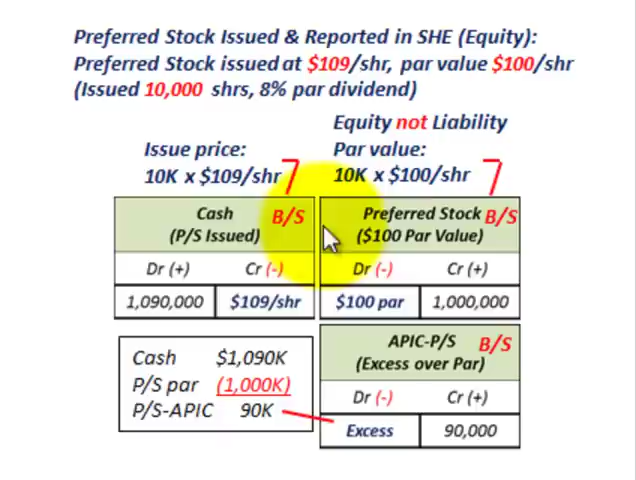 Preferred Stock Issued & Reported in SHE (Equity):
Preferred Stock issued at $109/shr, par value $100/shr
(Issued 10,000 shrs, 8% par dividend)
Equity not Liability
Issue price:
10K x $109/shr
Par value:
10K x $100/shr
Cash B/S
(P/S Issued)
Dr (+) Cr (-)
1,090,000 $109/shr
Preferred Stock B/S
($100 Par Value)
Dr (-) Cr (+)
$100 par 1,000,000
Cash $1,090K
P/S par (1,000K)
P/S-APIC 90K
APIC-P/S B/S
(Excess over Par)
Dr (-) Cr (+)
Excess 90,000